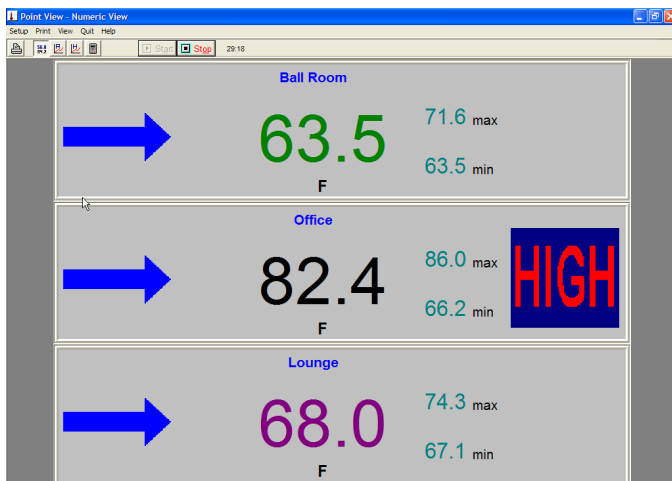 Point View - Numeric View
Setup Print View Quit Help
Start Stop 29:18
Ball Room
63.5
F
71.6 max
63.5 min
Office
82.4
F
86.0 max
66.2 min
HIGH
Lounge
68.0
F
74.3 max
67.1 min